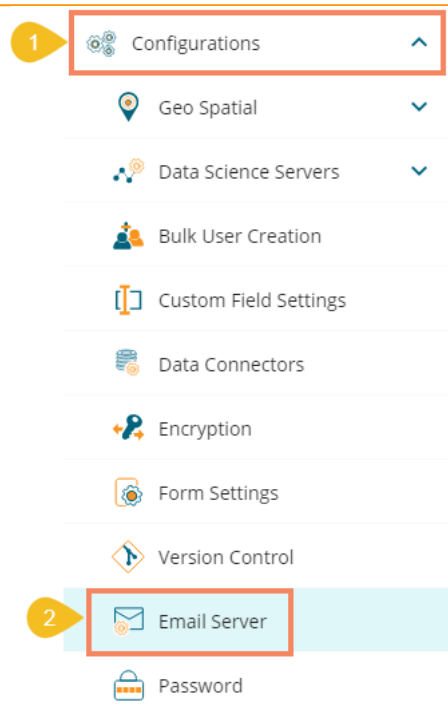 1 Configurations
Geo Spatial
Data Science Servers
Bulk User Creation
Custom Field Settings
Data Connectors
Encryption
Form Settings
Version Control
2 Email Server
Password